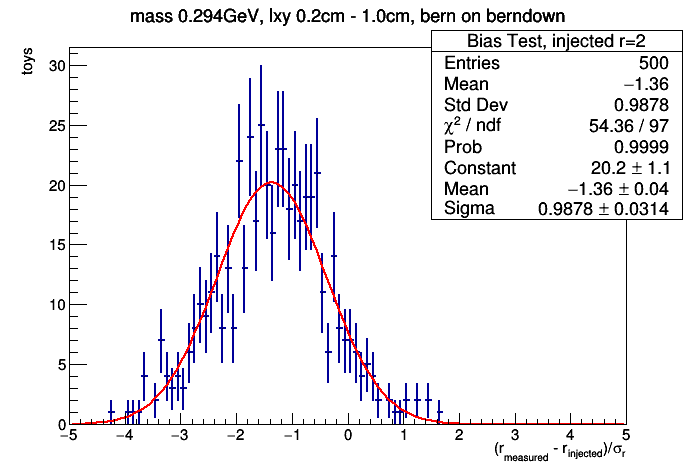 mass 0.294GeV, lxy 0.2cm - 1.0cm, bern on berndown
Bias Test, injected r=2
Entries 500
Mean −1.36
Std Dev 0.9878
χ² / ndf 54.36 / 97
Prob 0.9999
Constant 20.2 ± 1.1
Mean −1.36 ± 0.04
Sigma 0.9878 ± 0.0314
toys
30
25
20
15
10
5
0
−5 −4 −3 −2 −1 0 1 2 3 4 5
(r_measured - r_injected)/σ_r